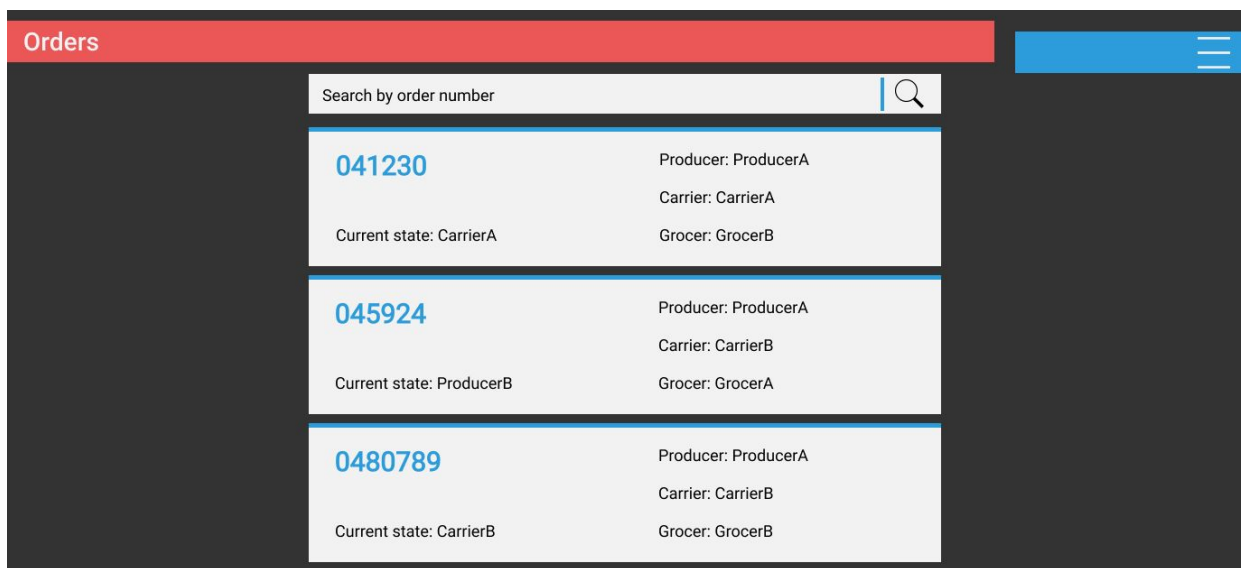 Orders
Search by order number
041230
Producer: ProducerA
Carrier: CarrierA
Current state: CarrierA
Grocer: GrocerB
045924
Producer: ProducerA
Carrier: CarrierB
Current state: ProducerB
Grocer: GrocerA
0480789
Producer: ProducerA
Carrier: CarrierB
Current state: CarrierB
Grocer: GrocerB